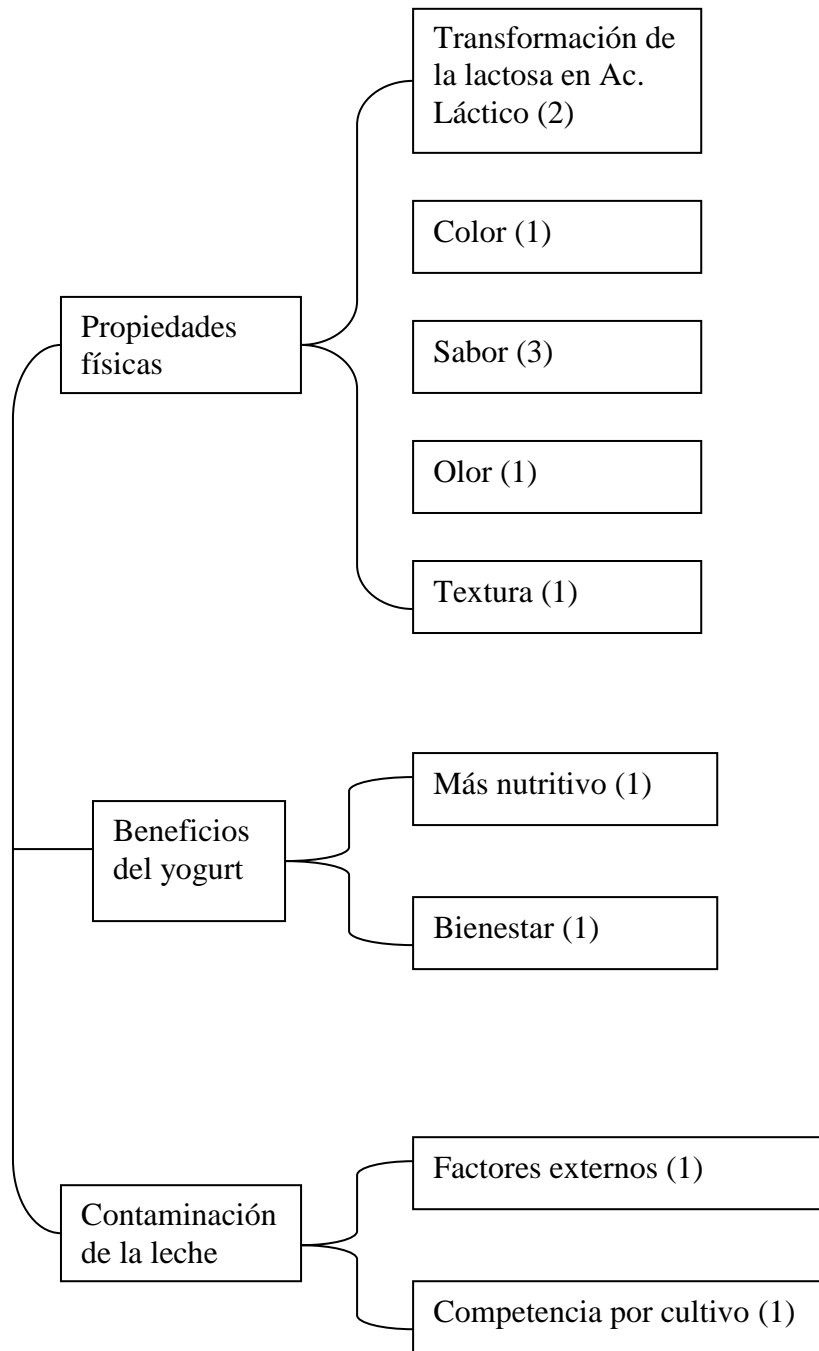 Propiedades
físicas
Transformación de
la lactosa en Ac.
Láctico (2)
Color (1)
Sabor (3)
Olor (1)
Textura (1)
Beneficios
del yogurt
Más nutritivo (1)
Bienestar (1)
Contaminación
de la leche
Factores externos (1)
Competencia por cultivo (1)